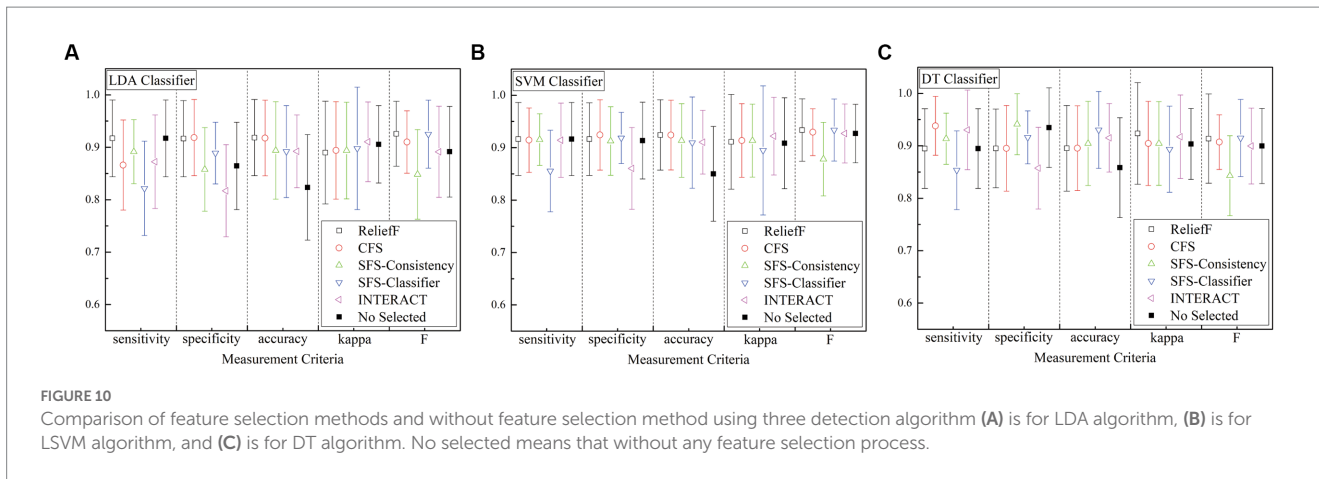 A
LDA Classifier
1.0
0.9
0.8
0.7
0.6
ReliefF
CFS
SFS-Consistency
SFS-Classifier
INTERACT
No Selected
sensitivity specificity accuracy kappa F
Measurement Criteria
B
SVM Classifier
1.0
0.9
0.8
0.7
0.6
ReliefF
CFS
SFS-Consistency
SFS-Classifier
INTERACT
No Selected
sensitivity specificity accuracy kappa F
Measurement Criteria
C
DT Classifier
1.0
0.9
0.8
0.7
0.6
ReliefF
CFS
SFS-Consistency
SFS-Classifier
INTERACT
No Selected
sensitivity specificity accuracy kappa F
Measurement Criteria
FIGURE 10
Comparison of feature selection methods and without feature selection method using three detection algorithm (A) is for LDA algorithm, (B) is for
LSVM algorithm, and (C) is for DT algorithm. No selected means that without any feature selection process.